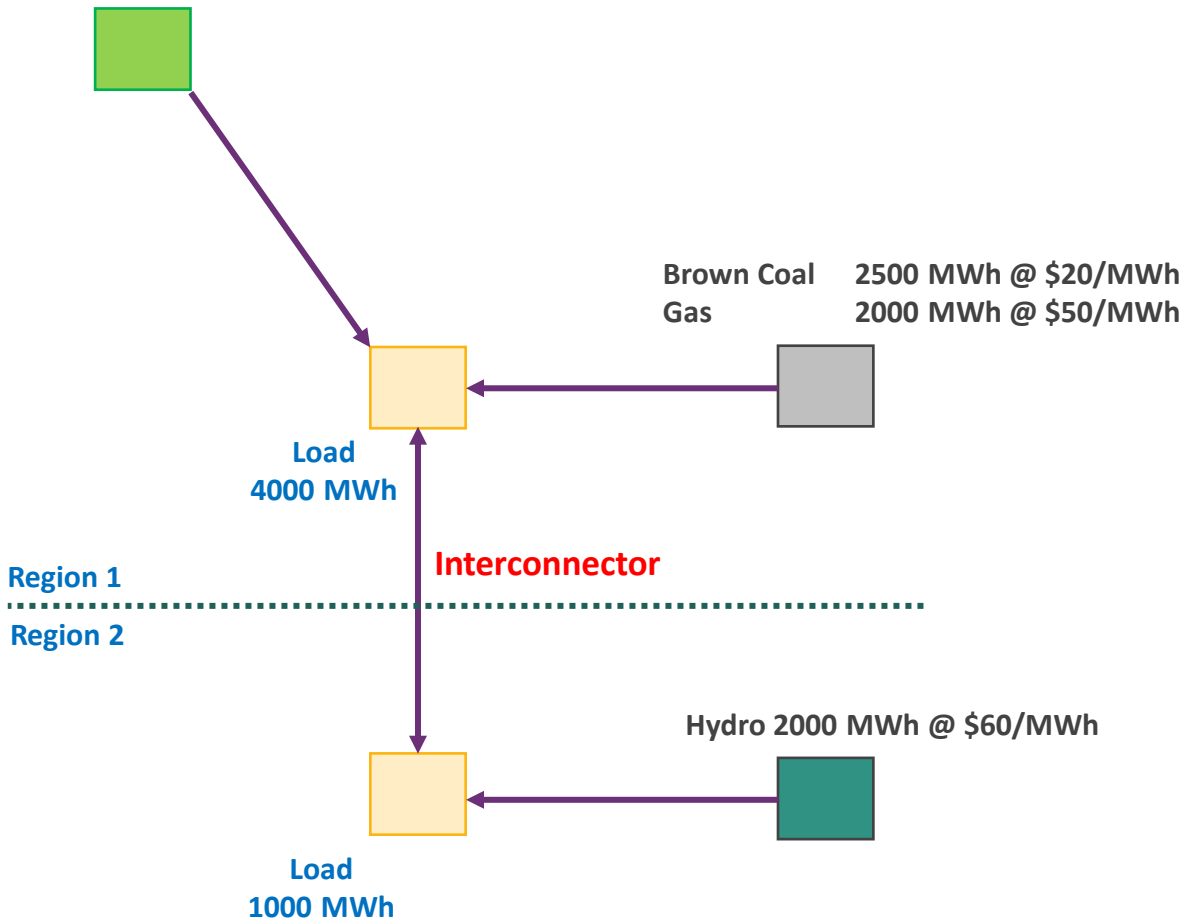 Brown Coal 2500 MWh @ $20/MWh
Gas 2000 MWh @ $50/MWh
Load
4000 MWh
Interconnector
Region 1
Region 2
Hydro 2000 MWh @ $60/MWh
Load
1000 MWh